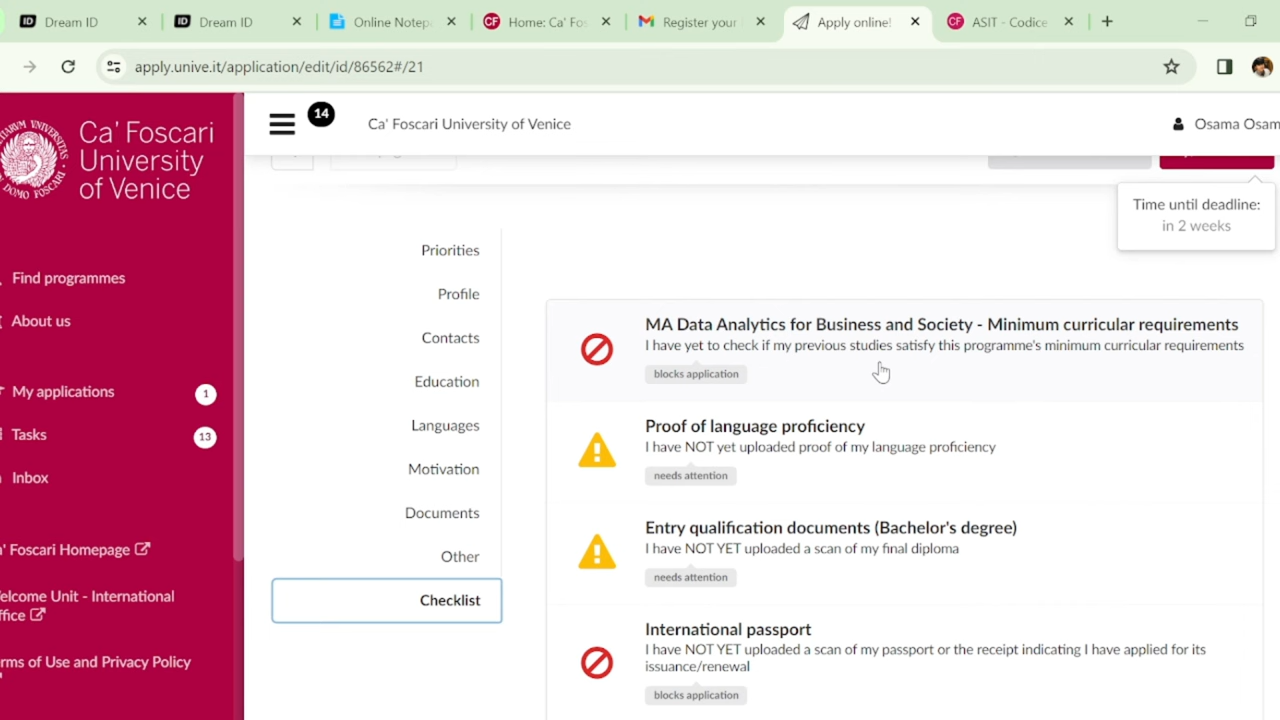 Dream ID
Dream ID
Online Notep
Home: Ca' Fos
Register your
Apply online!
ASIT - Codice
apply.unive.it/application/edit/id/86562#/21
Ca' Foscari
University
of Venice
14
Ca' Foscari University of Venice
Osama Osam
Time until deadline:
in 2 weeks
Find programmes
About us
My applications 1
Tasks 13
Inbox
a' Foscari Homepage
elcome Unit - International
ffice
erms of Use and Privacy Policy
Priorities
Profile
Contacts
Education
Languages
Motivation
Documents
Other
Checklist
MA Data Analytics for Business and Society - Minimum curricular requirements
I have yet to check if my previous studies satisfy this programme's minimum curricular requirements
blocks application
Proof of language proficiency
I have NOT yet uploaded proof of my language proficiency
needs attention
Entry qualification documents (Bachelor's degree)
I have NOT YET uploaded a scan of my final diploma
needs attention
International passport
I have NOT YET uploaded a scan of my passport or the receipt indicating I have applied for its
issuance/renewal
blocks application